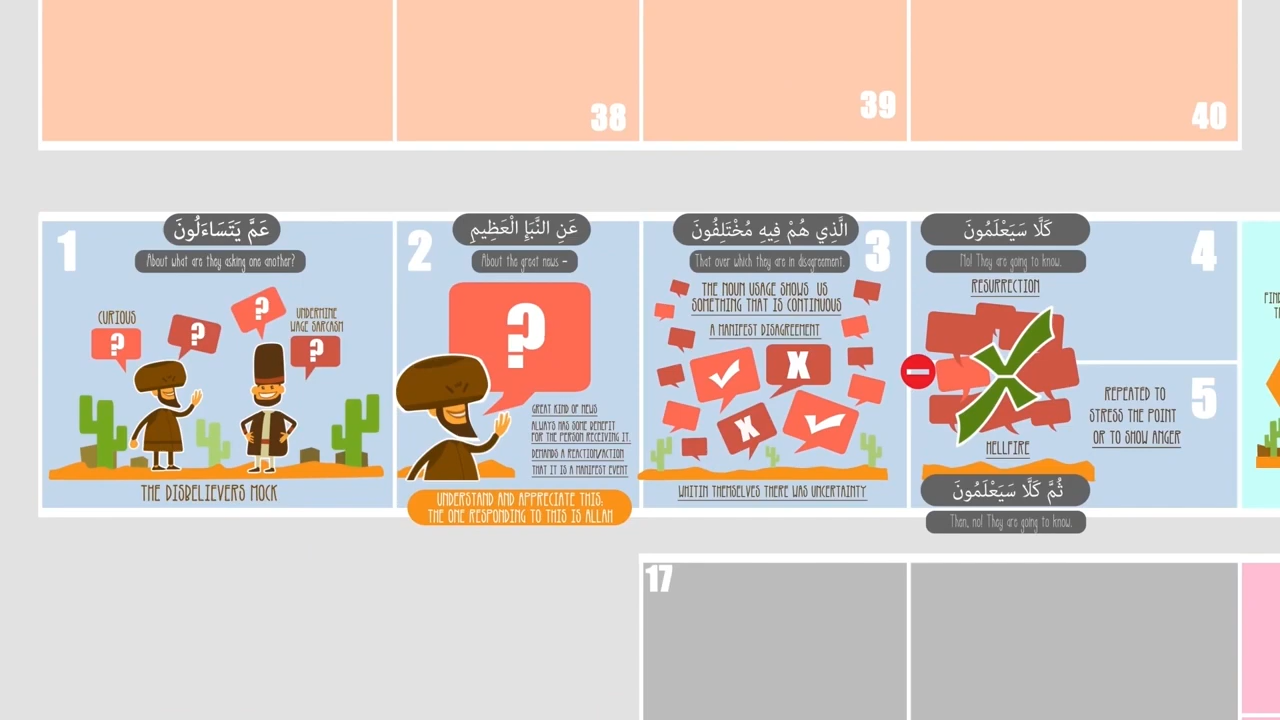 38
39
40
1
عَمَّ يَتَسَاءَلُونَ
About what are they asking one another?
CURIOUS
?
?
?
UNDERMINE
WAGE SARCASM
?
THE DISBELIEVERS MOCK
2
عَنِ النَّبَإِ الْعَظِيمِ
About the great news –
?
GREAT KIND OF NEWS
ALWAYS HAS SOME BENEFIT
FOR THE PERSON RECEIVING IT.
DEMANDS A REACTION/ACTION
THAT IT IS A MANIFEST EVENT
UNDERSTAND AND APPRECIATE THIS:
THE ONE RESPONDING TO THIS IS ALLAH
3
الَّذِي هُمْ فِيهِ مُخْتَلِفُونَ
That over which they are in disagreement.
THE NOUN USAGE SHOWS US
SOMETHING THAT IS CONTINUOUS
A MANIFEST DISAGREEMENT
X
X
WHITIN THEMSELVES THERE WAS UNCERTAINTY
4
كَلَّا سَيَعْلَمُونَ
No! They are going to know.
RESURRECTION
HELLFIRE
5
REPEATED TO
STRESS THE POINT
OR TO SHOW ANGER
ثُمَّ كَلَّا سَيَعْلَمُونَ
Then, no! They are going to know.
17